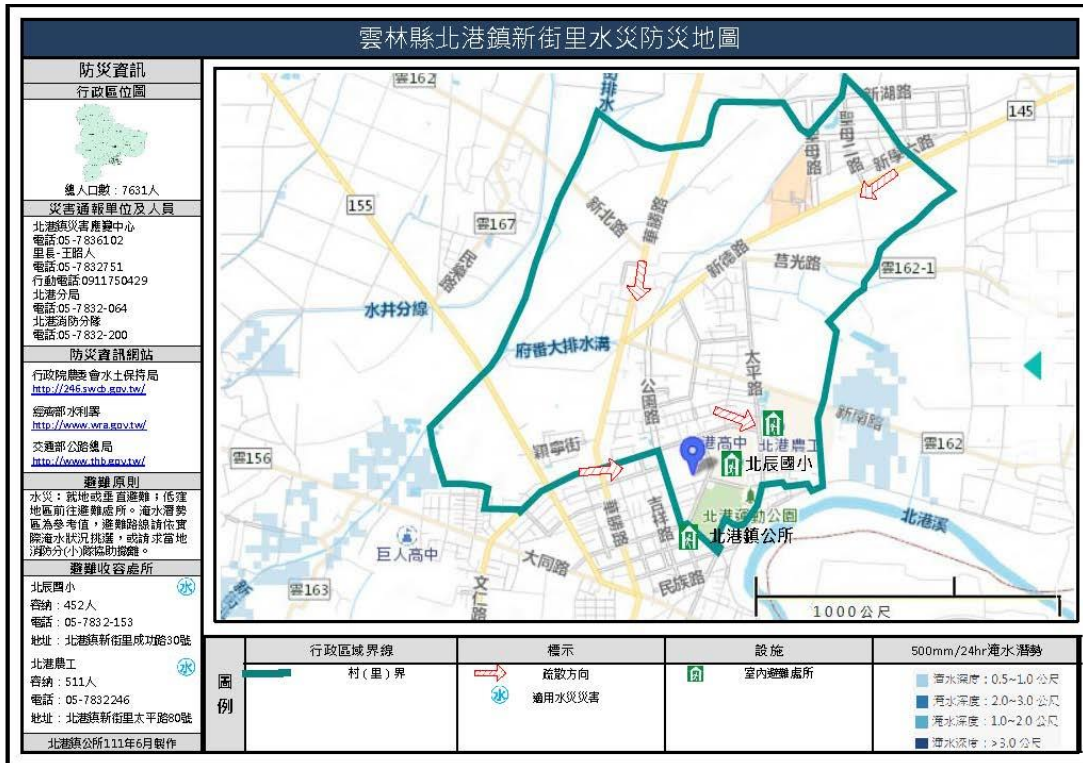 雲林縣北港鎮新街里水災防災地圖
防災資訊
行政區位圖
總人口數：7631人
災害通報單位及人員
北港鎮災害應變中心
電話:05-7836102
里長-王昭人
電話:05-7832751
行動電話:0911750429
北港分局
電話:05-7832-064
北港消防分隊
電話:05-7832-200
防災資訊網站
行政院農委會水土保持局
http://246.swcb.gov.tw/
經濟部水利署
http://www.wra.gov.tw/
交通部公路總局
http://www.thb.gov.tw/
避難原則
水災：就地或垂直避難；低窪
地區前往避難處所。淹水潛勢
區為參考值，避難路線請依實
際淹水狀況挑選，或請求當地
消防分(小)隊協助撤離。
避難收容處所
北辰國小
水
容納：452人
電話：05-7832-153
地址：北港鎮新街里成功路30號
北港農工
水
容納：511人
電話：05-7832246
地址：北港鎮新街里太平路80號
北港鎮公所111年6月製作
雲162
排水
新湖路
聖母路
聖母二路
145
新學六路
155
雲167
新北路
華勝路
新德路
莒光路
雲162-1
水井分線
府番大排水溝
太平路
公園路
新南路
雲162
雲156
潁寧街
港高中
北港農工
北辰國小
吉祥路
華勝路
北港運動公園
北港鎮公所
北港溪
巨人高中
大同路
文仁路
民族路
雲163
1000公尺
圖例
行政區域界線
村(里)界
標示
疏散方向
水
適用水災災害
設施
室內避難處所
500mm/24hr淹水潛勢
淹水深度：0.5~1.0 公尺
淹水深度：2.0~3.0 公尺
淹水深度：1.0~2.0 公尺
淹水深度：>3.0 公尺